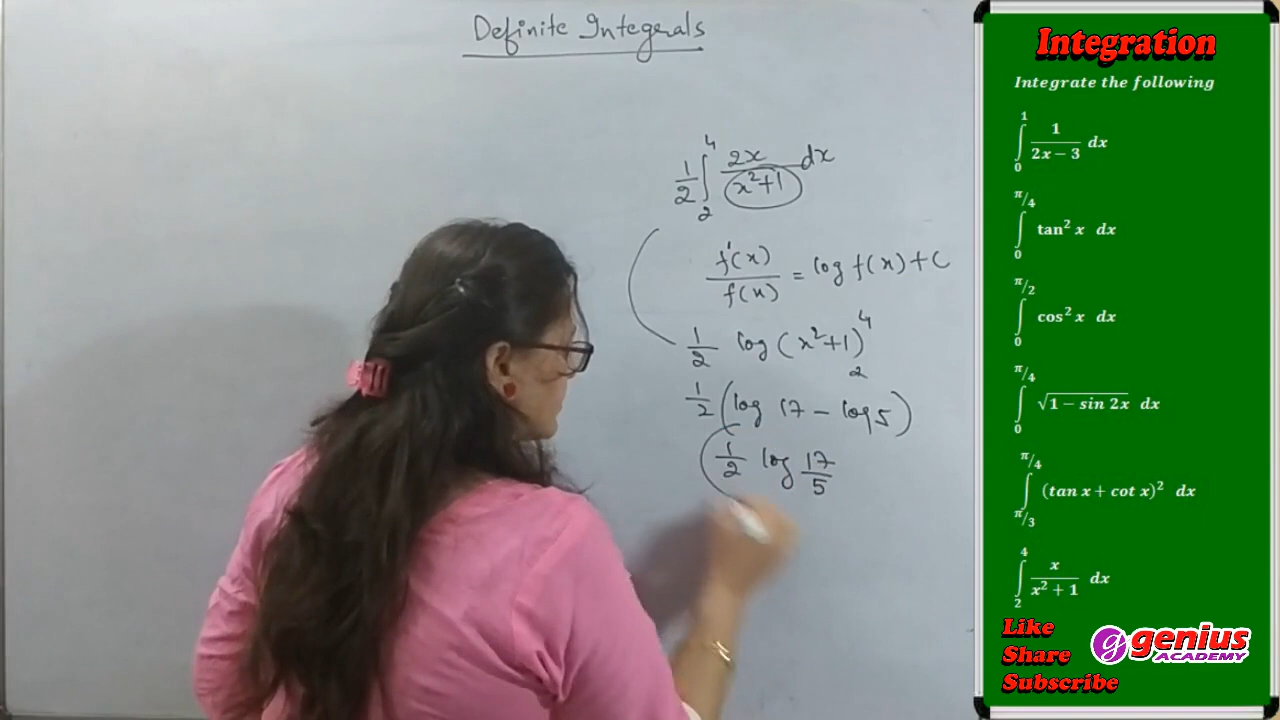 Definite Integrals
1/2 ∫₂⁴ 2x/(x²+1) dx
f'(x)/f(x) = log f(x) + C
1/2 log (x²+1)₂⁴
1/2 (log 17 - log 5)
1/2 log 17/5
Integration
Integrate the following
∫₀¹ 1/(2x − 3) dx
∫₀^(π/4) tan² x dx
∫₀^(π/2) cos² x dx
∫₀^(π/4) √(1 − sin 2x) dx
∫_(π/3)^(π/4) (tan x + cot x)² dx
∫₂⁴ x/(x² + 1) dx
Like
Share
Subscribe
g genius
ACADEMY